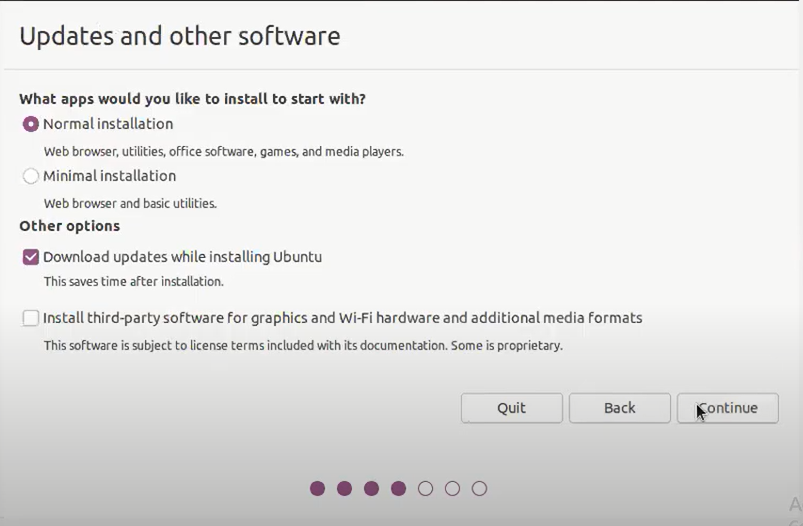 Updates and other software
What apps would you like to install to start with?
Normal installation
Web browser, utilities, office software, games, and media players.
Minimal installation
Web browser and basic utilities.
Other options
Download updates while installing Ubuntu
This saves time after installation.
Install third-party software for graphics and Wi-Fi hardware and additional media formats
This software is subject to license terms included with its documentation. Some is proprietary.
Quit
Back
Continue